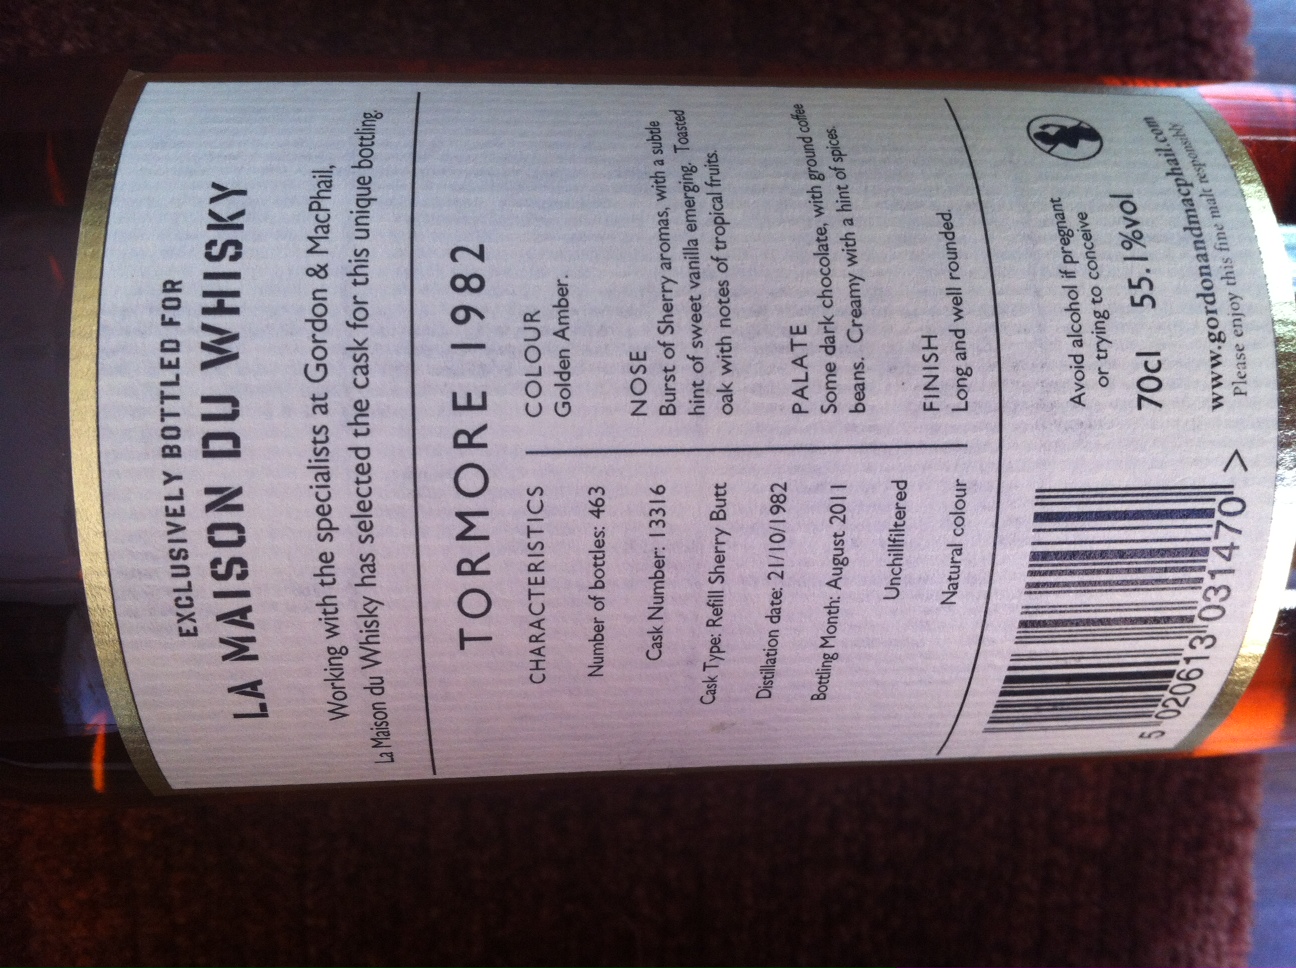 EXCLUSIVELY BOTTLED FOR
LA MAISON DU WHISKY
Working with the specialists at Gordon & MacPhail,
La Maison du Whisky has selected the cask for this unique bottling.
TORMORE 1982
CHARACTERISTICS
Number of bottles: 463
Cask Number: 13316
Cask Type: Refill Sherry Butt
Distillation date: 21/10/1982
Bottling Month: August 2011
Unchillfiltered
Natural colour
COLOUR
Golden Amber.
NOSE
Burst of Sherry aromas, with a subtle
hint of sweet vanilla emerging. Toasted
oak with notes of tropical fruits.
PALATE
Some dark chocolate, with ground coffee
beans. Creamy with a hint of spices.
FINISH
Long and well rounded.
5 020613 031470 >
Avoid alcohol if pregnant
or trying to conceive
70cl 55.1%vol
www.gordonandmacphail.com
Please enjoy this fine malt responsibly